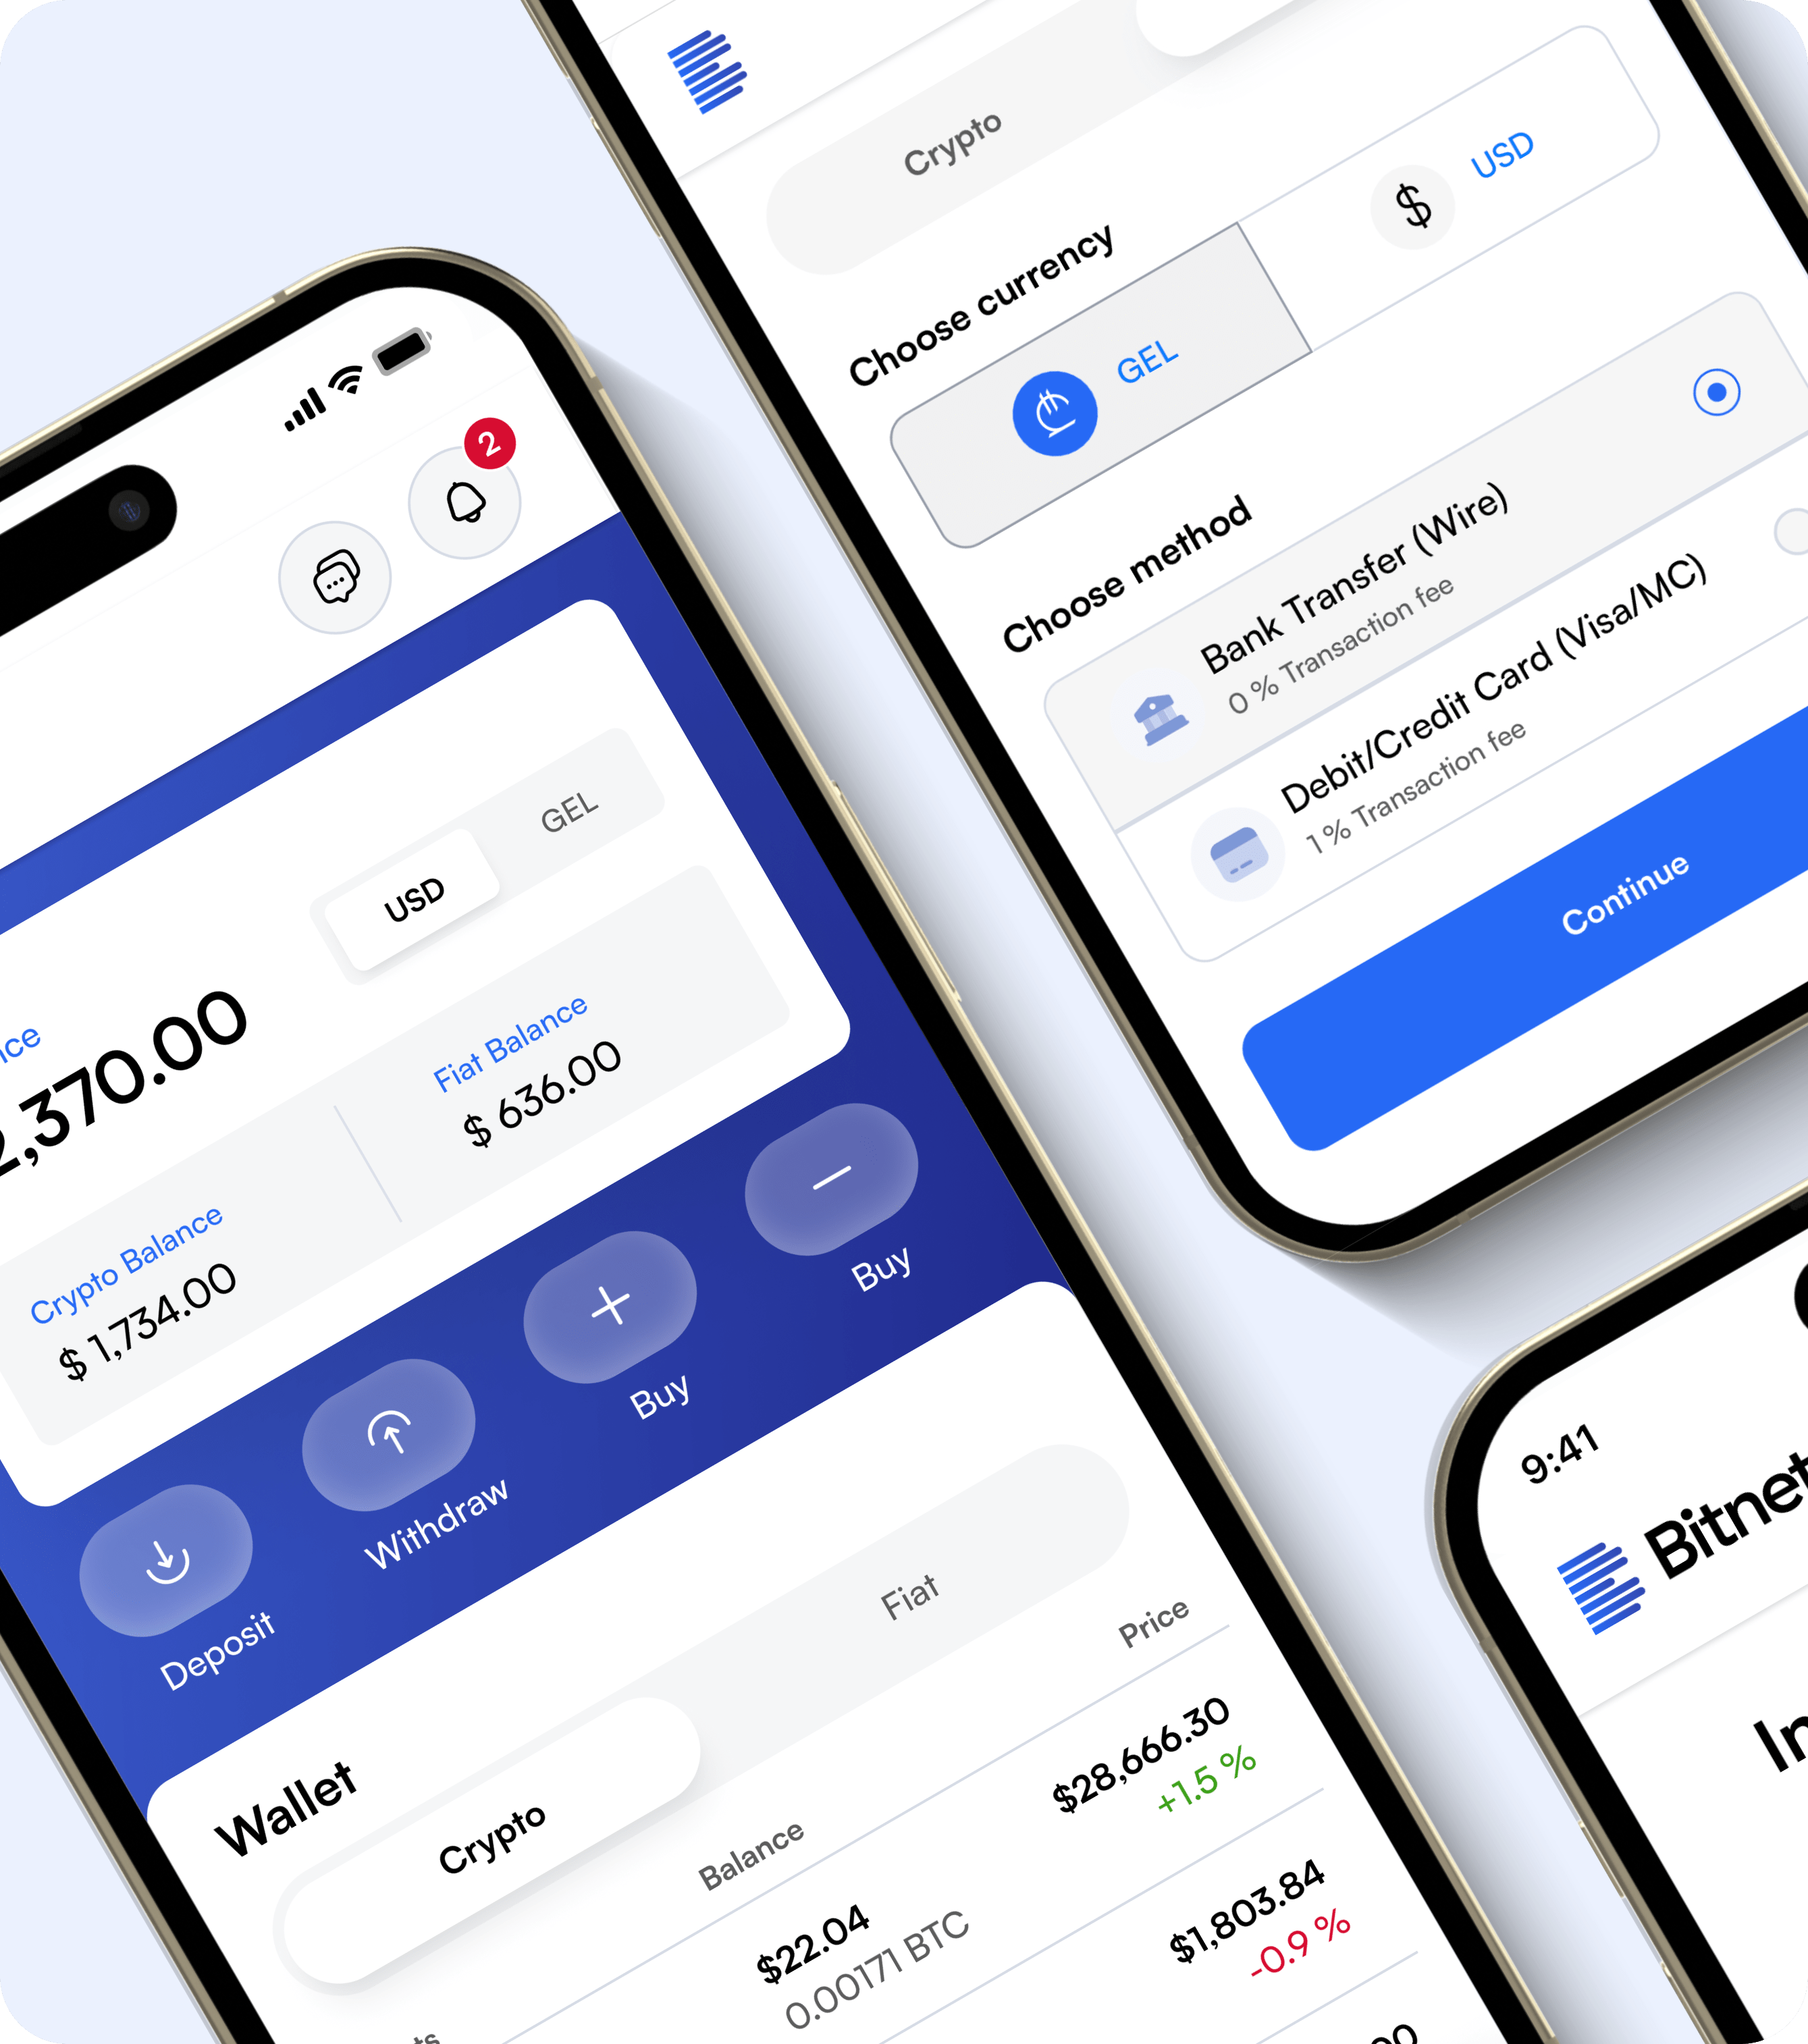 2
USD
GEL
2,370.00
Crypto Balance
$ 1,734.00
Fiat Balance
$ 636.00
Deposit
Withdraw
Buy
Buy
Wallet
Crypto
Fiat
Balance
Price
$22.04
0.00171 BTC
$28,666.30
+1.5 %
$1,803.84
-0.9 %
Crypto
Choose currency
GEL
$
USD
Choose method
Bank Transfer (Wire)
0 % Transaction fee
Debit/Credit Card (Visa/MC)
1 % Transaction fee
Continue
9:41
Bitnet